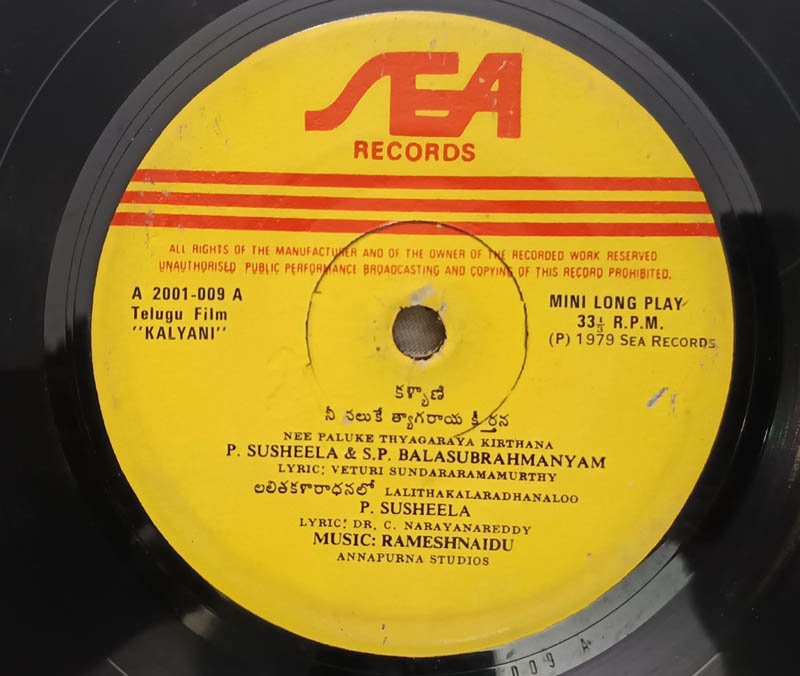 SEA
RECORDS
ALL RIGHTS OF THE MANUFACTURER AND OF THE OWNER OF THE RECORDED WORK RESERVED
UNAUTHORISED PUBLIC PERFORMANCE BROADCASTING AND COPYING OF THIS RECORD PROHIBITED.
A 2001-009 A
Telugu Film
"KALYANI"
MINI LONG PLAY
33⅓ R.P.M.
(P) 1979 SEA RECORDS
కళ్యాణి
నీ పలుకే త్యాగరాయ కీర్తన
NEE PALUKE THYAGARAYA KIRTHANA
P. SUSHEELA & S.P. BALASUBRAHMANYAM
LYRIC: VETURI SUNDARARAMAMURTHY
లలితకళారాధనలో LALITHAKALARADHANALOO
P. SUSHEELA
LYRIC: DR. C. NARAYANAREDDY
MUSIC: RAMESHNAIDU
ANNAPURNA STUDIOS
009 A